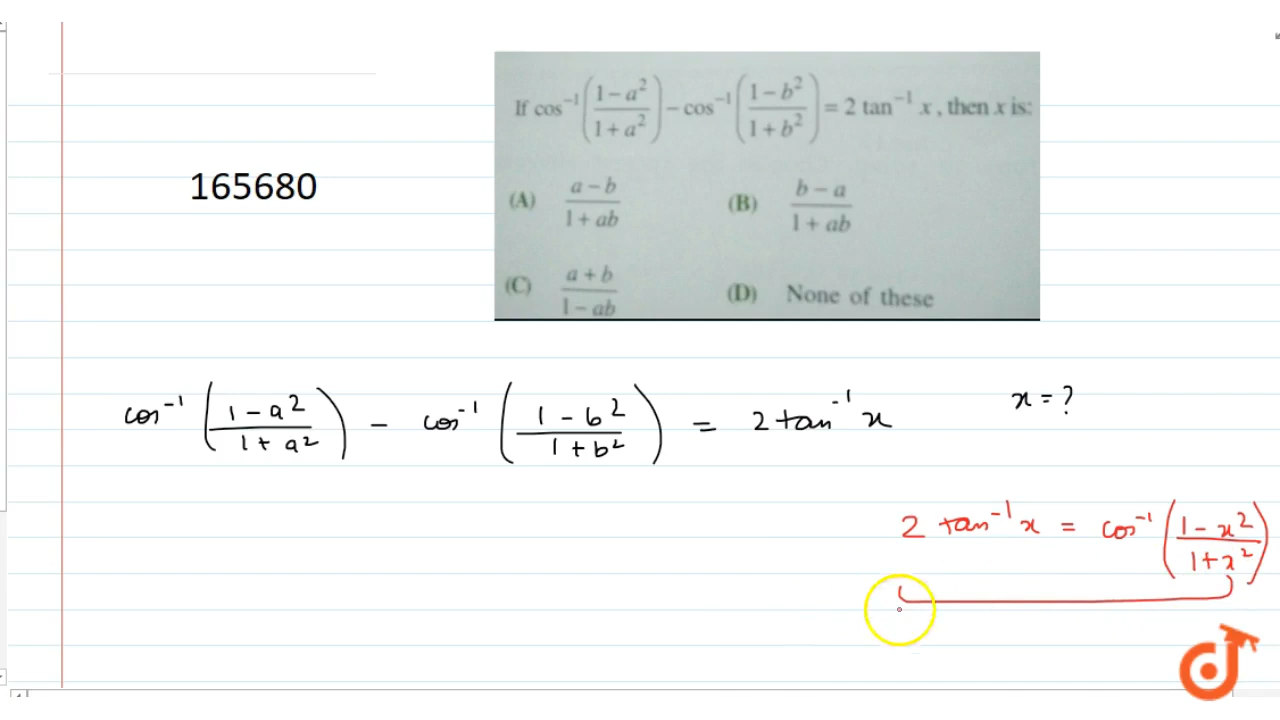 If cos⁻¹((1−a²)/(1+a²)) − cos⁻¹((1−b²)/(1+b²)) = 2 tan⁻¹ x , then x is:
165680
(A) (a−b)/(1+ab) (B) (b−a)/(1+ab)
(C) (a+b)/(1−ab) (D) None of these
cos⁻¹((1−a²)/(1+a²)) − cos⁻¹((1−b²)/(1+b²)) = 2 tan⁻¹ x x = ?
2 tan⁻¹ x = cos⁻¹((1−x²)/(1+x²))